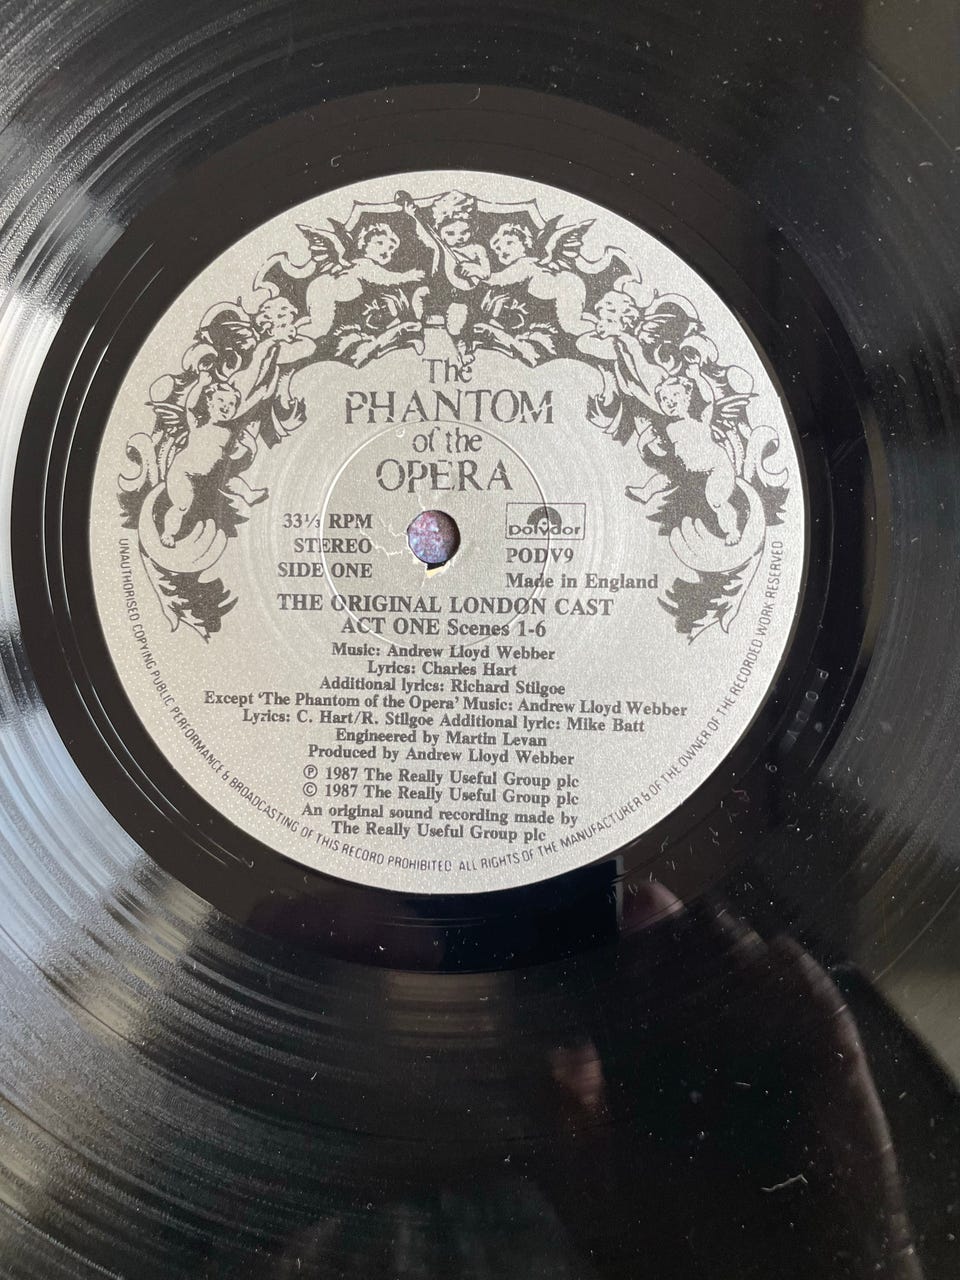 The
PHANTOM
of the
OPERA
33⅓ RPM
STEREO
SIDE ONE
polydor
PODV9
Made in England
THE ORIGINAL LONDON CAST
ACT ONE Scenes 1-6
Music: Andrew Lloyd Webber
Lyrics: Charles Hart
Additional lyrics: Richard Stilgoe
Except 'The Phantom of the Opera' Music: Andrew Lloyd Webber
Lyrics: C. Hart/R. Stilgoe Additional lyric: Mike Batt
Engineered by Martin Levan
Produced by Andrew Lloyd Webber
℗ 1987 The Really Useful Group plc
© 1987 The Really Useful Group plc
An original sound recording made by
The Really Useful Group plc
UNAUTHORISED COPYING PUBLIC PERFORMANCE & BROADCASTING OF THIS RECORD PROHIBITED. ALL RIGHTS OF THE MANUFACTURER & OF THE OWNER OF THE RECORDED WORK RESERVED